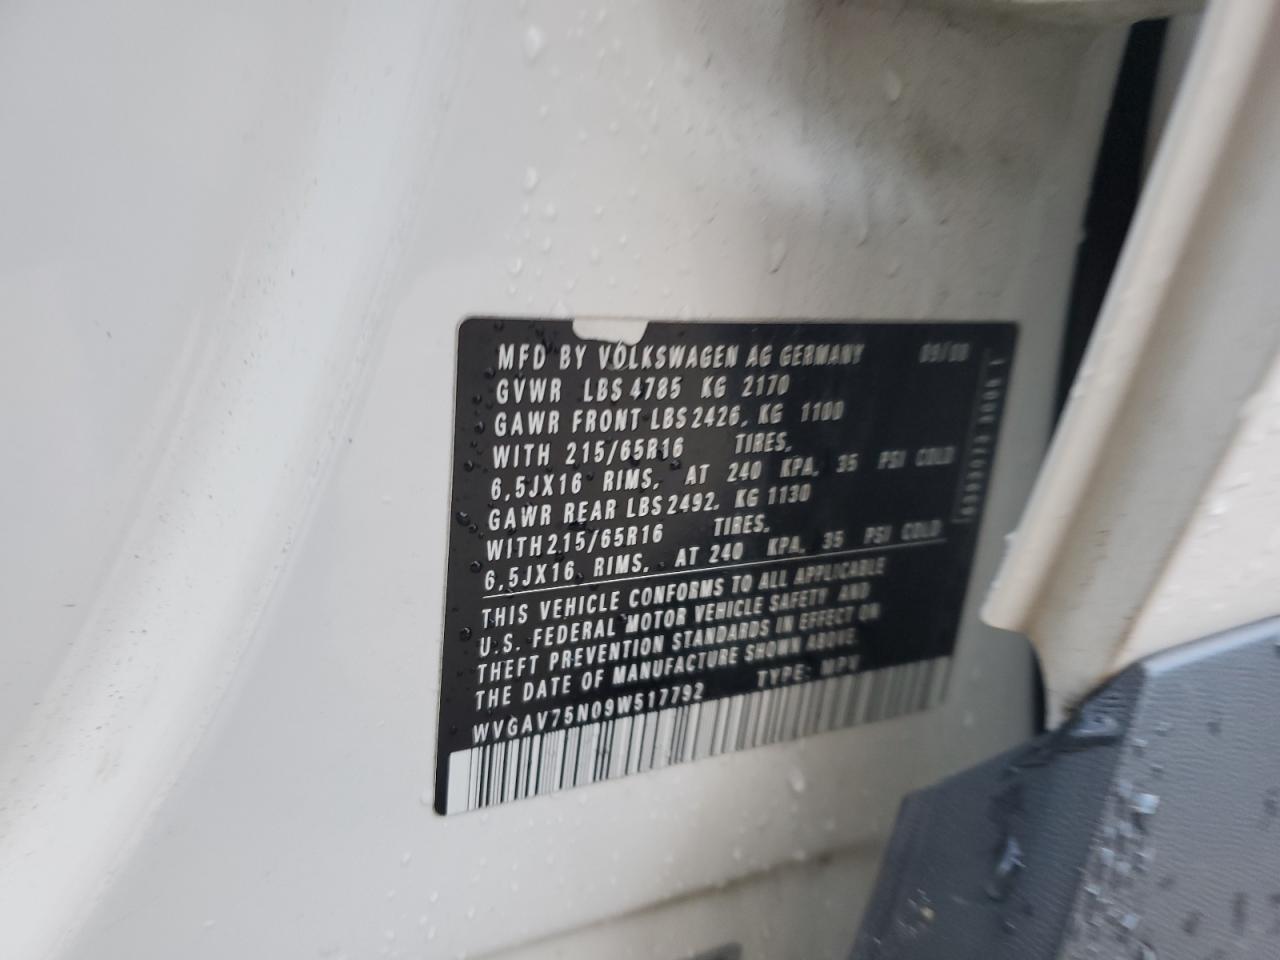 MFD BY VOLKSWAGEN AG GERMANY 09/08
GVWR LBS 4785 KG 2170
GAWR FRONT LBS 2426, KG 1100
WITH 215/65R16 TIRES,
6,5JX16 RIMS, AT 240 KPA, 35 PSI COLD
GAWR REAR LBS 2492, KG 1130
WITH 215/65R16 TIRES,
6,5JX16 RIMS, AT 240 KPA, 35 PSI COLD
THIS VEHICLE CONFORMS TO ALL APPLICABLE
U.S. FEDERAL MOTOR VEHICLE SAFETY AND
THEFT PREVENTION STANDARDS IN EFFECT ON
THE DATE OF MANUFACTURE SHOWN ABOVE
WVGAV75N09W517792 TYPE: MPV